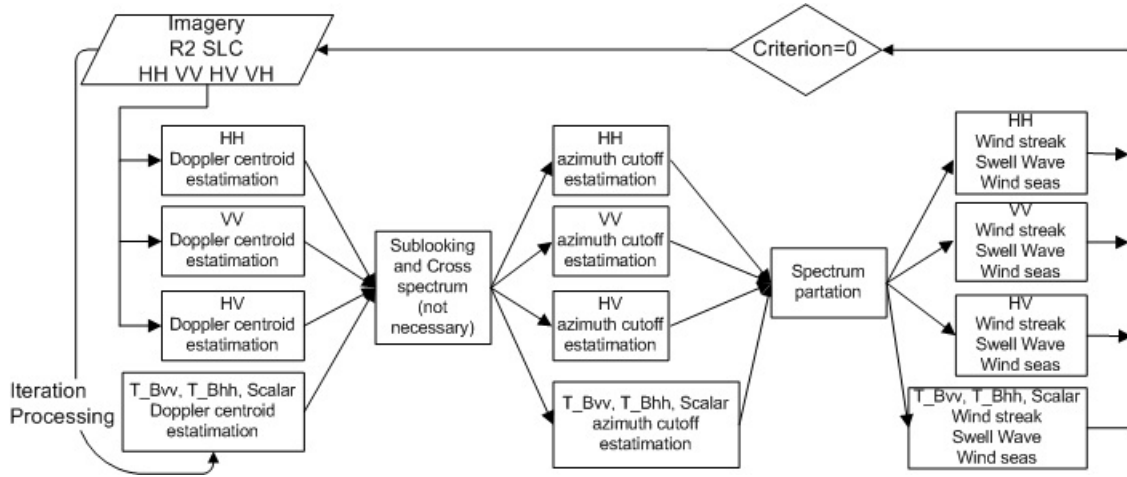 Imagery
R2 SLC
HH VV HV VH
Criterion=0
HH
Doppler centroid
estatimation
VV
Doppler centroid
estatimation
HV
Doppler centroid
estatimation
T_Bvv, T_Bhh, Scalar
Doppler centroid
estatimation
Iteration
Processing
Sublooking
and Cross
spectrum
(not
necessary)
HH
azimuth cutoff
estatimation
VV
azimuth cutoff
estatimation
HV
azimuth cutoff
estatimation
T_Bvv, T_Bhh, Scalar
azimuth cutoff
estatimation
Spectrum
partation
HH
Wind streak
Swell Wave
Wind seas
VV
Wind streak
Swell Wave
Wind seas
HV
Wind streak
Swell Wave
Wind seas
T_Bvv, T_Bhh, Scalar
Wind streak
Swell Wave
Wind seas